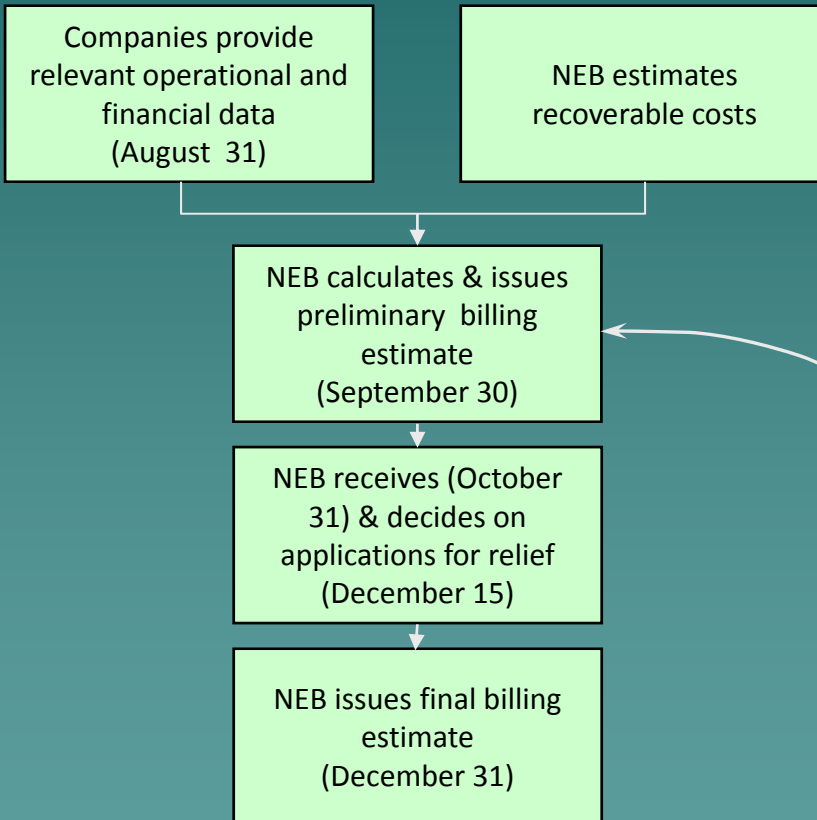 Companies provide
relevant operational and
financial data
(August 31)
NEB estimates
recoverable costs
NEB calculates & issues
preliminary billing
estimate
(September 30)
NEB receives (October
31) & decides on
applications for relief
(December 15)
NEB issues final billing
estimate
(December 31)